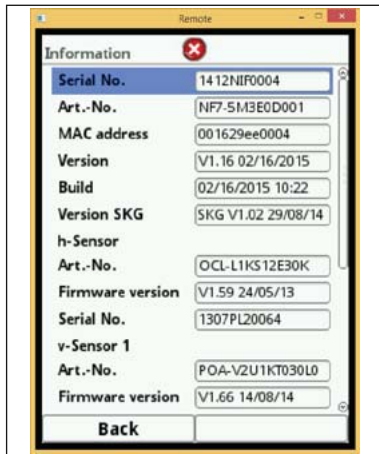 Remote
Information
Serial No. 1412NIF0004
Art.-No. NF7-5M3E0D001
MAC address 001629ee0004
Version V1.16 02/16/2015
Build 02/16/2015 10:22
Version SKG SKG V1.02 29/08/14
h-Sensor
Art.-No. OCL-L1KS12E30K
Firmware version V1.59 24/05/13
Serial No. 1307PL20064
v-Sensor 1
Art.-No. POA-V2U1KT030L0
Firmware version V1.66 14/08/14
Back